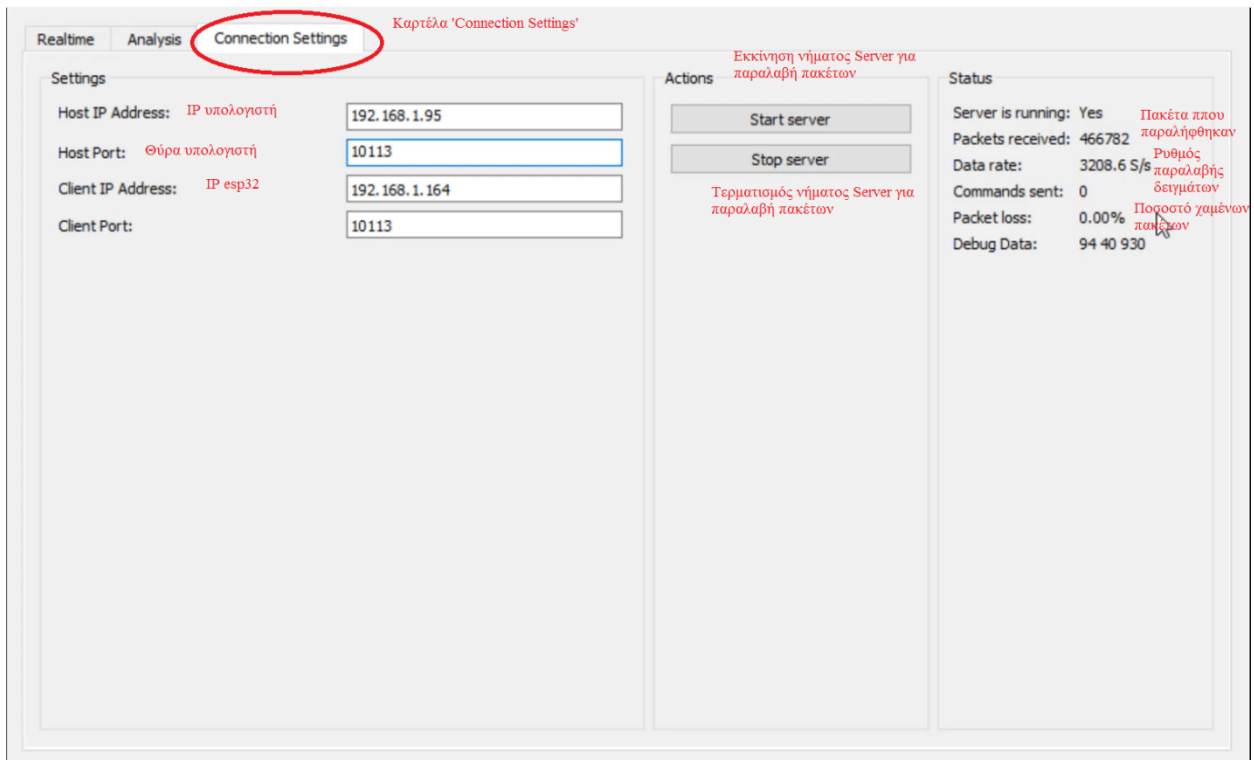 Καρτέλα 'Connection Settings'
Realtime
Analysis
Connection Settings
Settings
Host IP Address:
IP υπολογιστή
192.168.1.95
Host Port:
Θύρα υπολογιστή
10113
Client IP Address:
IP esp32
192.168.1.164
Client Port:
10113
Εκκίνηση νήματος Server για
παραλαβή πακέτων
Actions
Start server
Stop server
Τερματισμός νήματος Server για
παραλαβή πακέτων
Status
Server is running: Yes
Πακέτα ππου
παραλήφθηκαν
Packets received: 466782
Data rate: 3208.6 S/s
Ρυθμός
παραλαβής
δειγμάτων
Commands sent: 0
Packet loss: 0.00%
Ποσοστό χαμένων
πακέτων
Debug Data: 94 40 930